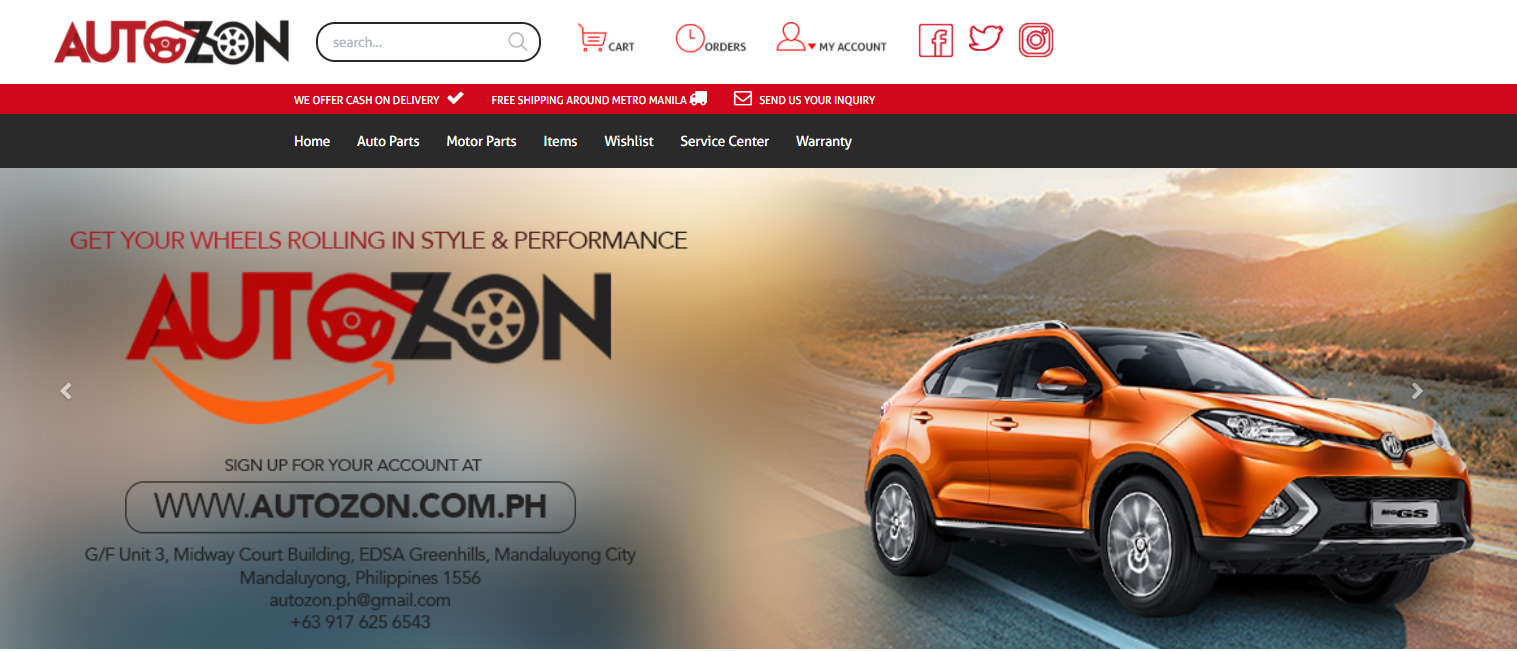 AUTOZON
search...
CART
ORDERS
MY ACCOUNT
WE OFFER CASH ON DELIVERY
FREE SHIPPING AROUND METRO MANILA
SEND US YOUR INQUIRY
Home
Auto Parts
Motor Parts
Items
Wishlist
Service Center
Warranty
GET YOUR WHEELS ROLLING IN STYLE & PERFORMANCE
AUTOZON
SIGN UP FOR YOUR ACCOUNT AT
WWW.AUTOZON.COM.PH
G/F Unit 3, Midway Court Building, EDSA Greenhills, Mandaluyong City
Mandaluyong, Philippines 1556
autozon.ph@gmail.com
+63 917 625 6543
MG
MG GS